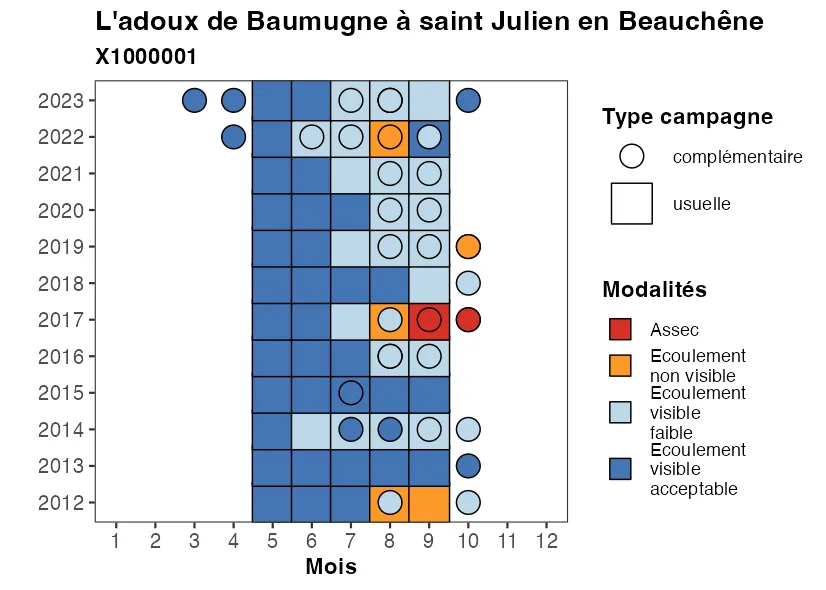 L'adoux de Baumugne à saint Julien en Beauchêne
X1000001
2023
2022
2021
2020
2019
2018
2017
2016
2015
2014
2013
2012
1 2 3 4 5 6 7 8 9 10 11 12
Mois
Type campagne
complémentaire
usuelle
Modalités
Assec
Ecoulement
non visible
Ecoulement
visible
faible
Ecoulement
visible
acceptable